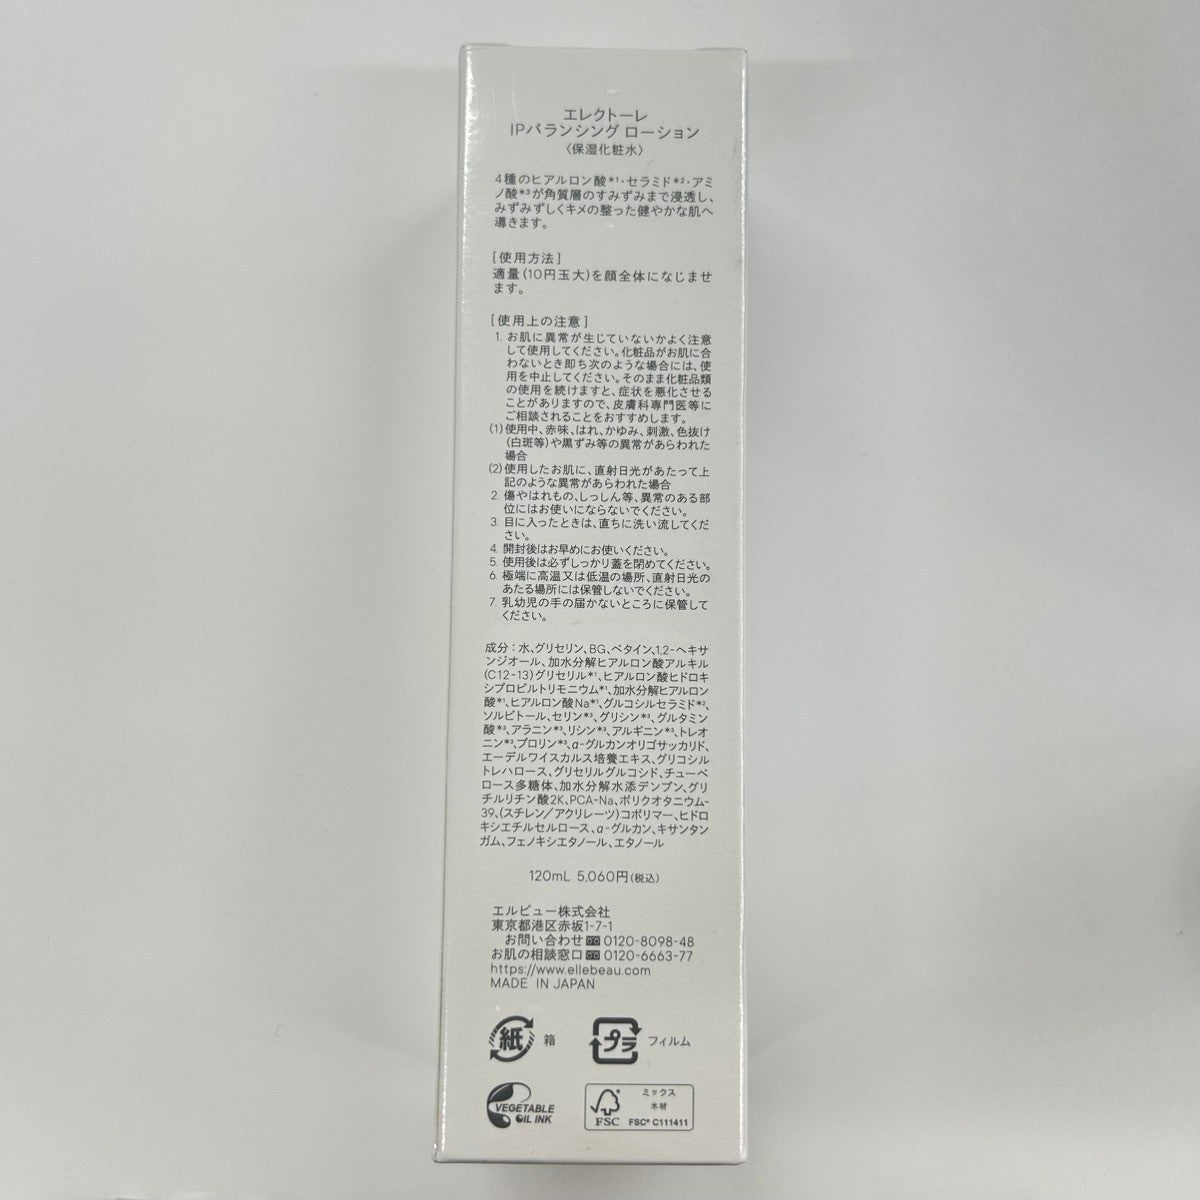 エレクトーレ
IPバランシング ローション
〈保湿化粧水〉
4種のヒアルロン酸*1・セラミド*2・アミ
ノ酸*3が角質層のすみずみまで浸透し、
みずみずしくキメの整った健やかな肌へ
導きます。
[使用方法]
適量(10円玉大)を顔全体になじませ
ます。
[使用上の注意]
1. お肌に異常が生じていないかよく注意
して使用してください。化粧品がお肌に合
わないとき即ち次のような場合には、使
用を中止してください。そのまま化粧品類
の使用を続けますと、症状を悪化させる
ことがありますので、皮膚科専門医等に
ご相談されることをおすすめします。
(1)使用中、赤味、はれ、かゆみ、刺激、色抜け
(白斑等)や黒ずみ等の異常があらわれた
場合
(2)使用したお肌に、直射日光があたって上
記のような異常があらわれた場合
2. 傷やはれもの、しっしん等、異常のある部
位にはお使いにならないでください。
3. 目に入ったときは、直ちに洗い流してくだ
さい。
4. 開封後はお早めにお使いください。
5. 使用後は必ずしっかり蓋を閉めてください。
6. 極端に高温又は低温の場所、直射日光の
あたる場所には保管しないでください。
7. 乳幼児の手の届かないところに保管して
ください。
成分：水、グリセリン、BG、ベタイン、1,2-ヘキサ
ンジオール、加水分解ヒアルロン酸アルキル
(C12-13)グリセリル*1、ヒアルロン酸ヒドロキ
シプロピルトリモニウム*1、加水分解ヒアルロン
酸*1、ヒアルロン酸Na*1、グルコシルセラミド*2、
ソルビトール、セリン*3、グリシン*3、グルタミン
酸*3、アラニン*3、リシン*3、アルギニン*3、トレオ
ニン*3、プロリン*3、α-グルカンオリゴサッカリド、
エーデルワイスカルス培養エキス、グリコシル
トレハロース、グリセリルグルコシド、チューベ
ロース多糖体、加水分解水添デンプン、グリ
チルリチン酸2K、PCA-Na、ポリクオタニウム-
39、(スチレン/アクリレーツ)コポリマー、ヒドロ
キシエチルセルロース、α-グルカン、キサンタン
ガム、フェノキシエタノール、エタノール
120mL 5,060円(税込)
エルビュー株式会社
東京都港区赤坂1-7-1
お問い合わせ 0120-8098-48
お肌の相談窓口 0120-6663-77
https://www.ellebeau.com
MADE IN JAPAN
紙 箱 プラ フィルム
VEGETABLE
OIL INK
FSC
ミックス
木材
FSC® C111411